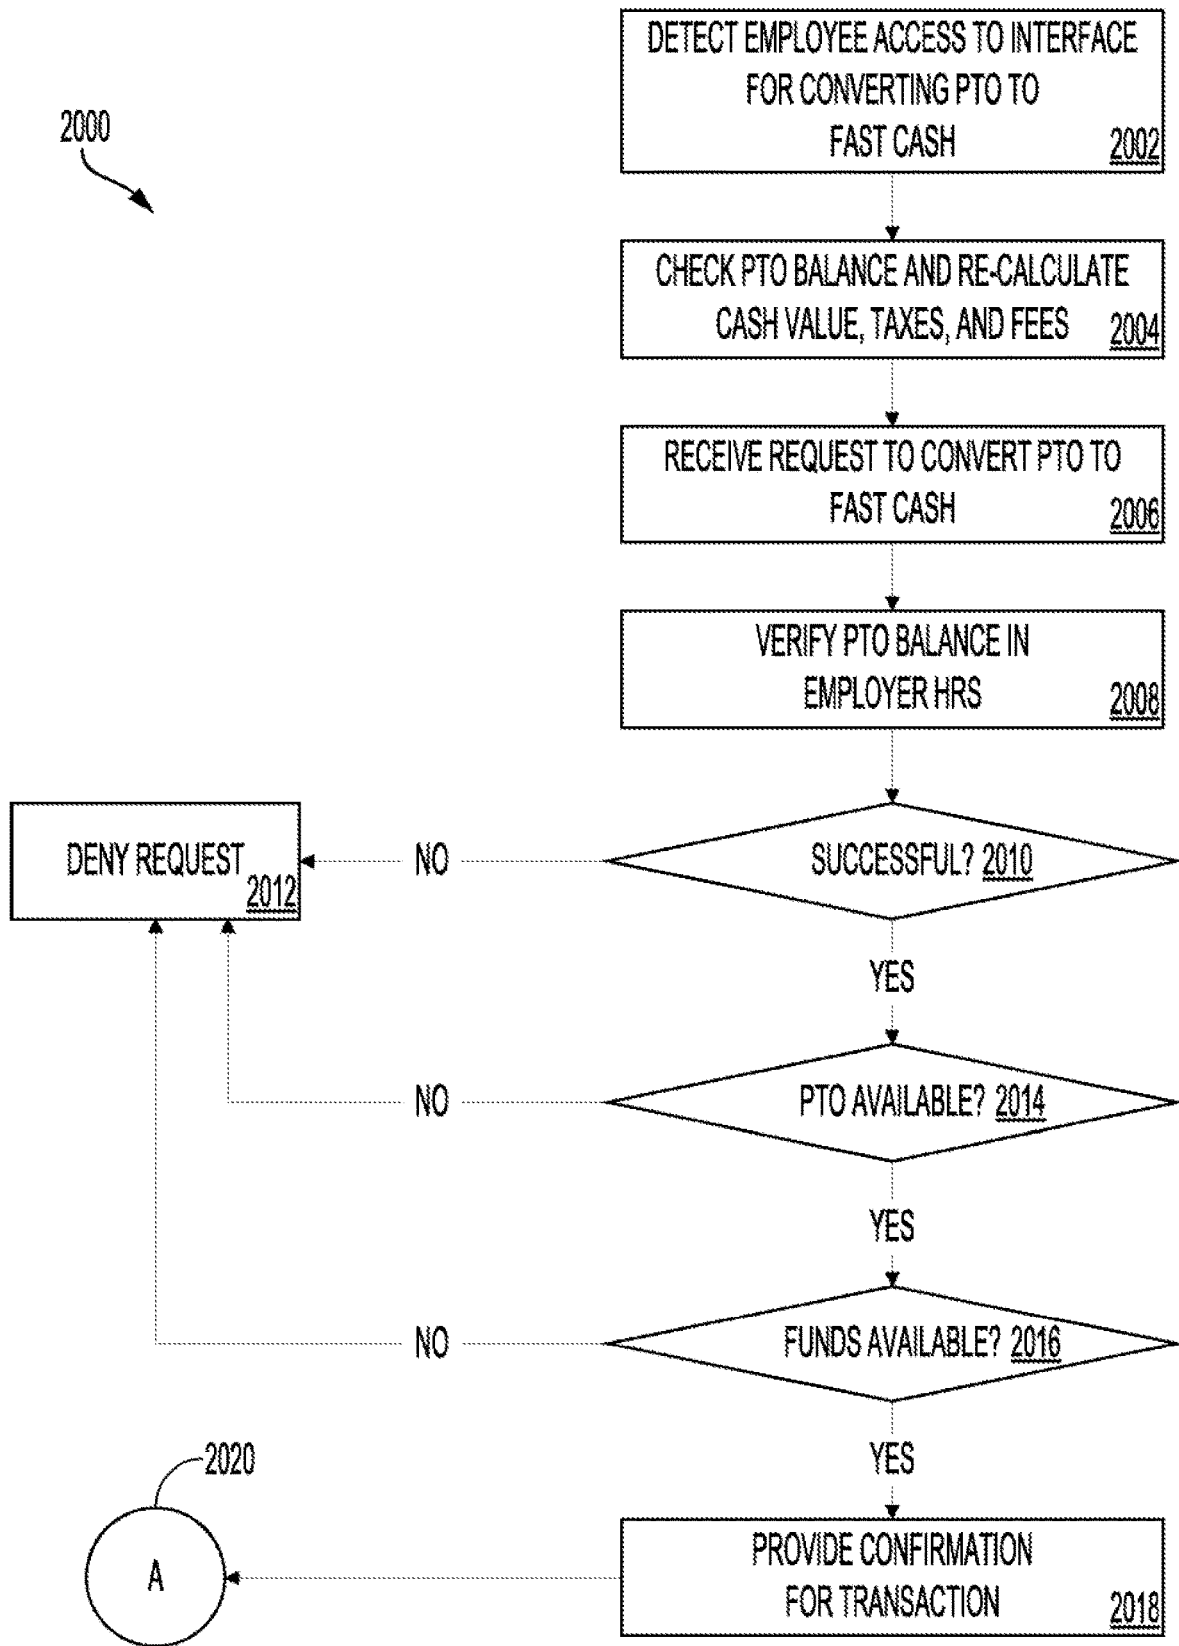 DETECT EMPLOYEE ACCESS TO INTERFACE
FOR CONVERTING PTO TO
FAST CASH 2002
2000
CHECK PTO BALANCE AND RE-CALCULATE
CASH VALUE, TAXES, AND FEES 2004
RECEIVE REQUEST TO CONVERT PTO TO
FAST CASH 2006
VERIFY PTO BALANCE IN
EMPLOYER HRS 2008
SUCCESSFUL? 2010
NO
DENY REQUEST
2012
YES
PTO AVAILABLE? 2014
NO
YES
FUNDS AVAILABLE? 2016
NO
YES
PROVIDE CONFIRMATION
FOR TRANSACTION 2018
2020
A